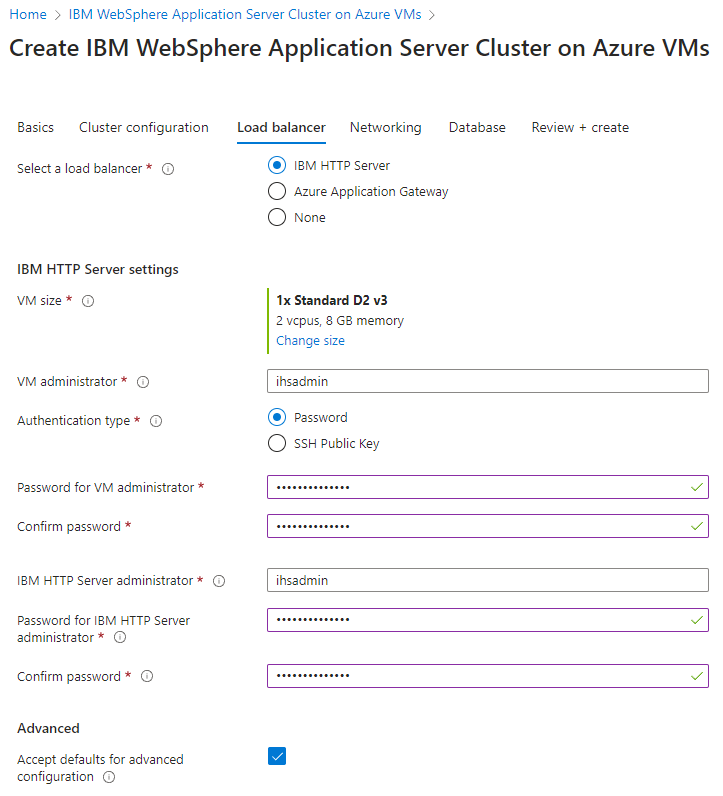 Home > IBM WebSphere Application Server Cluster on Azure VMs >
Create IBM WebSphere Application Server Cluster on Azure VMs
Basics Cluster configuration Load balancer Networking Database Review + create
Select a load balancer *
IBM HTTP Server
Azure Application Gateway
None
IBM HTTP Server settings
VM size *
1x Standard D2 v3
2 vcpus, 8 GB memory
Change size
VM administrator *
ihsadmin
Authentication type *
Password
SSH Public Key
Password for VM administrator *
••••••••••••••
Confirm password *
••••••••••••••
IBM HTTP Server administrator *
ihsadmin
Password for IBM HTTP Server
administrator *
••••••••••••••
Confirm password *
••••••••••••••
Advanced
Accept defaults for advanced
configuration